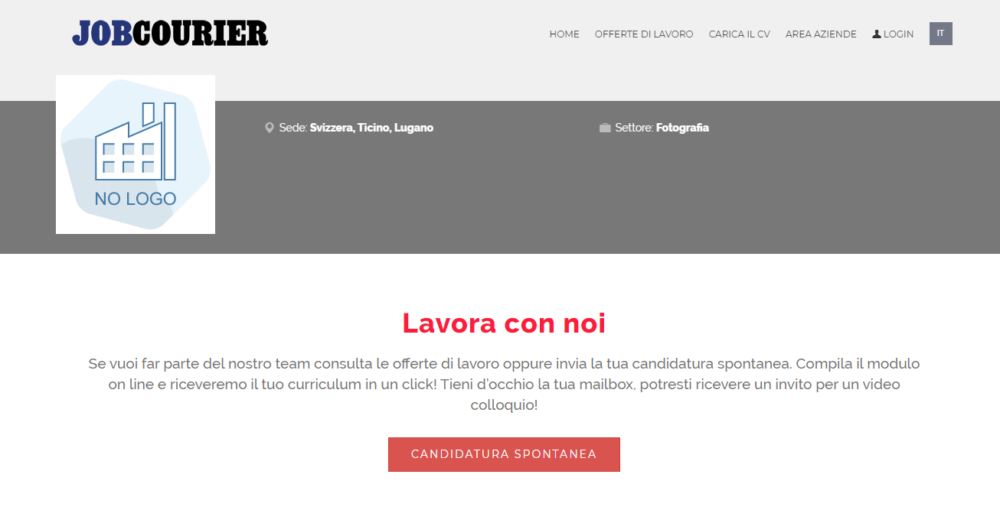 JOBCOURIER
HOME OFFERTE DI LAVORO CARICA IL CV AREA AZIENDE LOGIN IT
NO LOGO
Sede: Svizzera, Ticino, Lugano
Settore: Fotografia
Lavora con noi
Se vuoi far parte del nostro team consulta le offerte di lavoro oppure invia la tua candidatura spontanea. Compila il modulo
on line e riceveremo il tuo curriculum in un click! Tieni d'occhio la tua mailbox, potresti ricevere un invito per un video
colloquio!
CANDIDATURA SPONTANEA